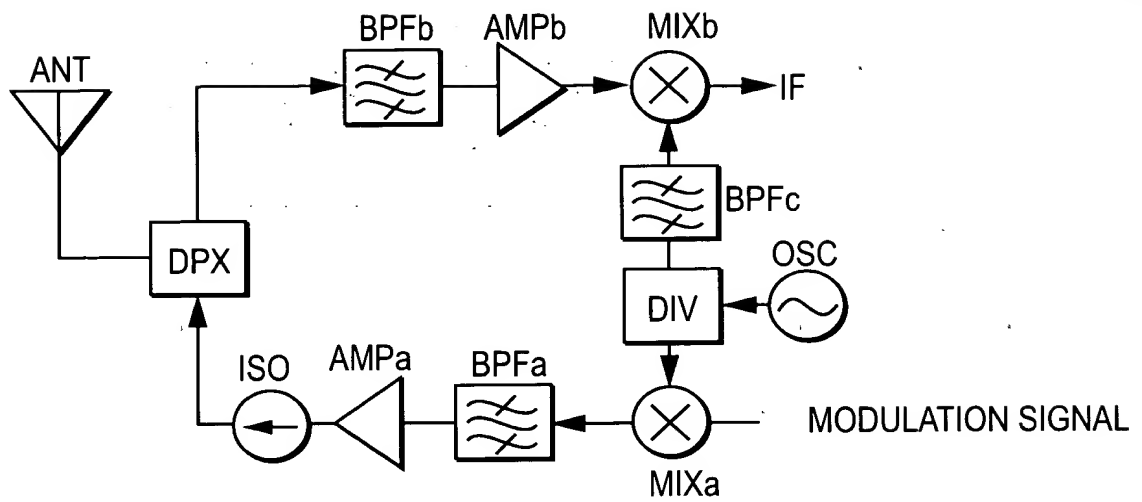 BPFb
AMPb
MIXb
ANT
IF
BPFc
OSC
DPX
DIV
ISO
AMPa
BPFa
MODULATION SIGNAL
MIXa